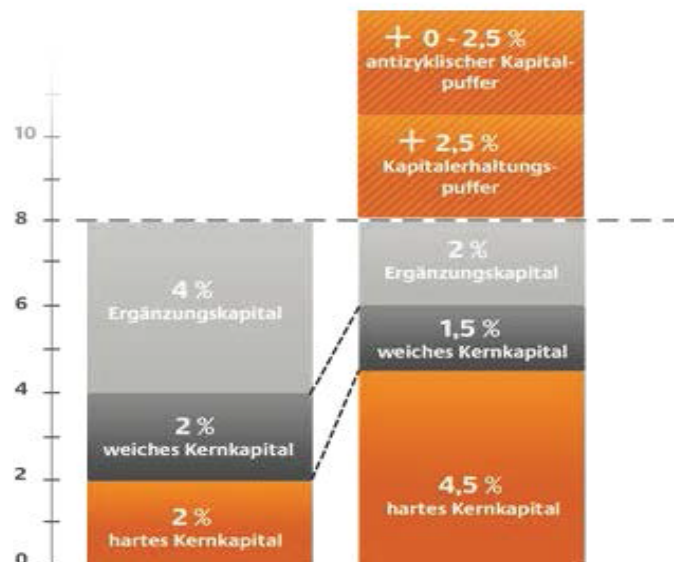 + 0 - 2,5 %
antizyklischer Kapital-
puffer
+ 2,5 %
Kapitalerhaltungs-
puffer
10
8
6
4
2
0
4 %
Ergänzungskapital
2 %
weiches Kernkapital
2 %
hartes Kernkapital
2 %
Ergänzungskapital
1,5 %
weiches Kernkapital
4,5 %
hartes Kernkapital